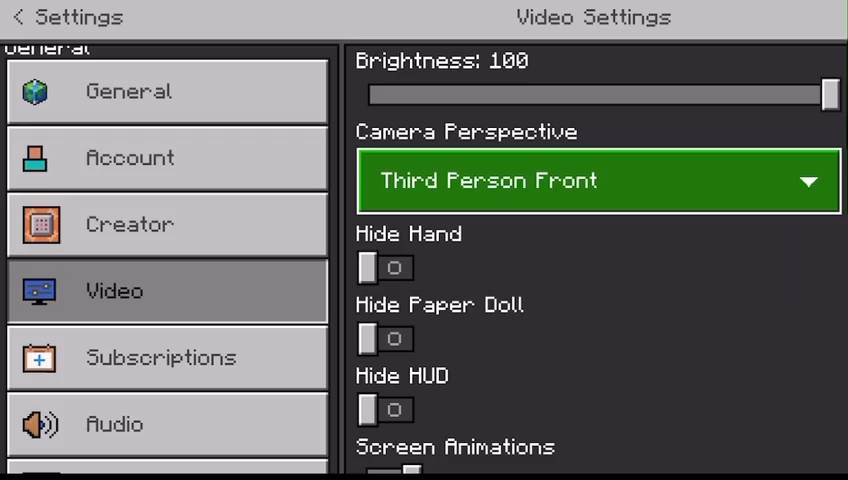 < Settings
Video Settings
General
General
Account
Creator
Video
Subscriptions
Audio
Brightness: 100
Camera Perspective
Third Person Front
Hide Hand
Hide Paper Doll
Hide HUD
Screen Animations